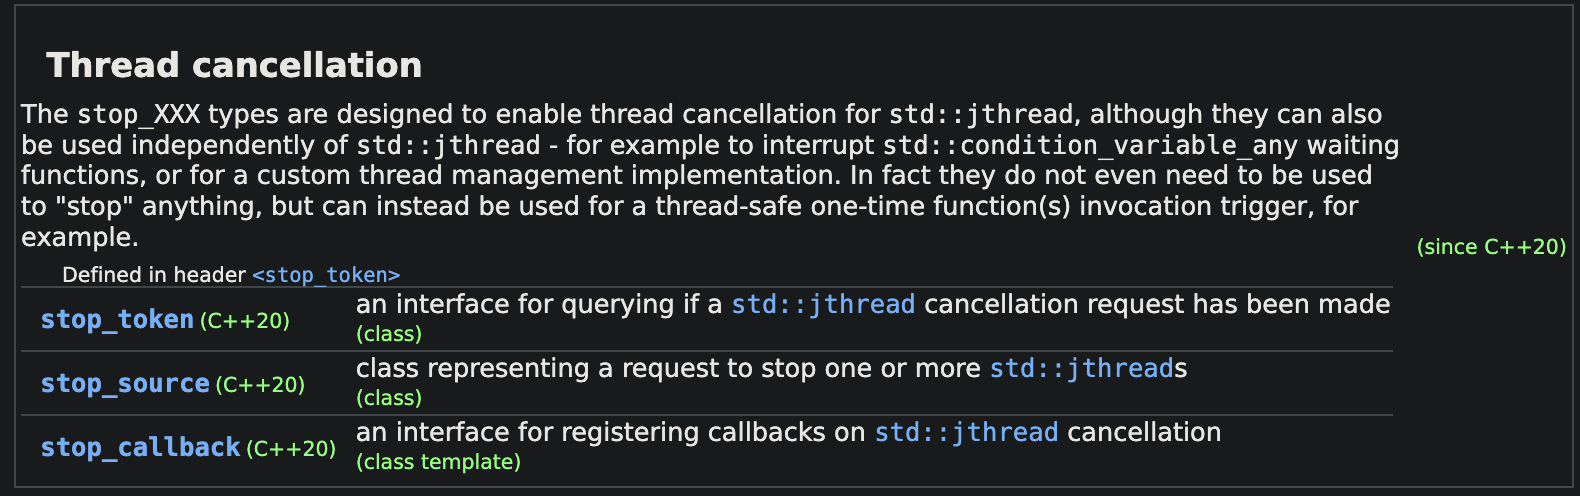 Thread cancellation
The stop_XXX types are designed to enable thread cancellation for std::jthread, although they can also
be used independently of std::jthread - for example to interrupt std::condition_variable_any waiting
functions, or for a custom thread management implementation. In fact they do not even need to be used
to "stop" anything, but can instead be used for a thread-safe one-time function(s) invocation trigger, for
example.
(since C++20)
Defined in header <stop_token>
stop_token (C++20) an interface for querying if a std::jthread cancellation request has been made
(class)
stop_source (C++20) class representing a request to stop one or more std::jthreads
(class)
stop_callback (C++20) an interface for registering callbacks on std::jthread cancellation
(class template)